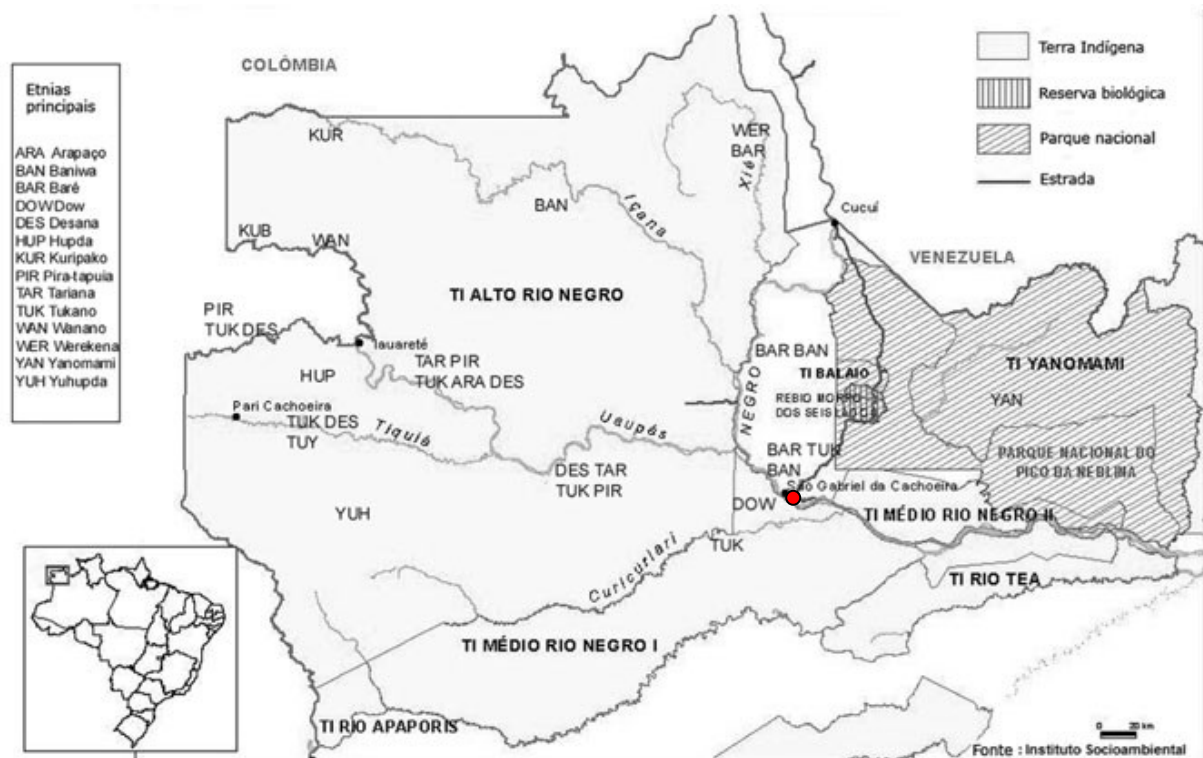 Etnias
principais
ARA Arapaço
BAN Baniwa
BAR Baré
DOW Dow
DES Desana
HUP Hupda
KUR Kuripako
PIR Pira-tapuia
TAR Tariana
TUK Tukano
WAN Wanano
WER Werekena
YAN Yanomami
YUH Yuhupda
COLÔMBIA
Terra Indígena
Reserva biológica
Parque nacional
Estrada
KUR
WER
BAR
Xié
BAN
Içana
Cucuí
KUB
WAN
VENEZUELA
TI ALTO RIO NEGRO
PIR
TUK DES
Iauareté
TAR PIR
TUK ARA DES
HUP
BAR BAN
TI BALAIO
TI YANOMAMI
REBIO MORRO
DOS SEIS LAGOS
YAN
NEGRO
Pari Cachoeira
TUK DES
TUY
Tiquiá
Uaupás
BAR TUK
BAN
PARQUE NACIONAL DO
PICO DA NEBLINA
DES TAR
TUK PIR
São Gabriel da Cachoeira
DOW
YUH
TI MÉDIO RIO NEGRO II
TUK
Curicuriari
TI RIO TEA
TI MÉDIO RIO NEGRO I
TI RIO APAPORIS
0 20 km
Fonte : Instituto Socioambiental